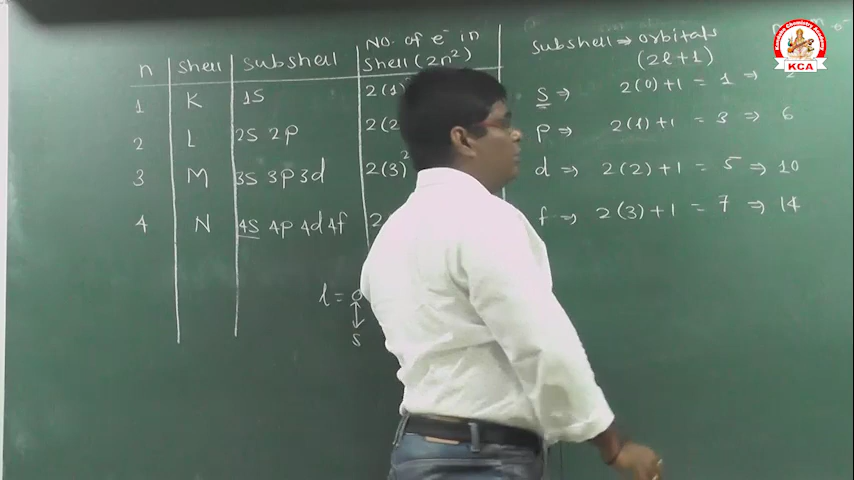 n Shell Subshell No. of e⁻ in Shell (2n²)
1 K 1S 2(1)
2 L 2S 2P 2(2
3 M 3S 3P 3d 2(3)²
4 N 4S 4P 4d 4f 2
l = 0
s
Subshell → orbitals
(2l+1)
s ⇒ 2(0)+1 = 1 ⇒ 2
p ⇒ 2(1)+1 = 3 ⇒ 6
d ⇒ 2(2)+1 = 5 ⇒ 10
f ⇒ 2(3)+1 = 7 ⇒ 14
KCA